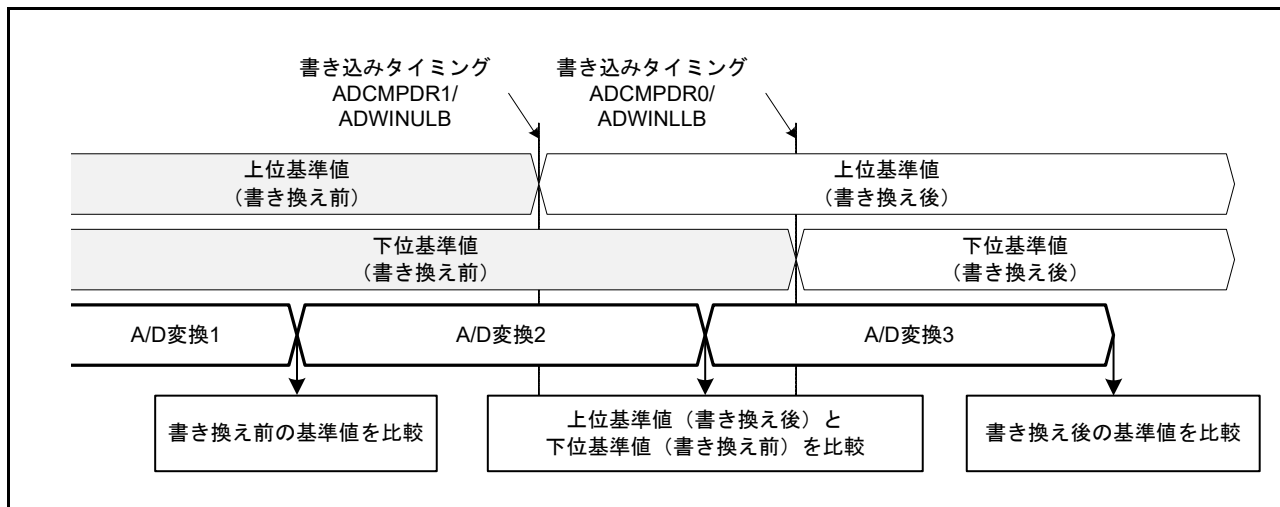 書き込みタイミング
ADCMPDR1/
ADWINULB
書き込みタイミング
ADCMPDR0/
ADWINLLB
上位基準値
（書き換え前）
上位基準値
（書き換え後）
下位基準値
（書き換え前）
下位基準値
（書き換え後）
A/D変換1
A/D変換2
A/D変換3
書き換え前の基準値を比較
上位基準値（書き換え後）と
下位基準値（書き換え前）を比較
書き換え後の基準値を比較